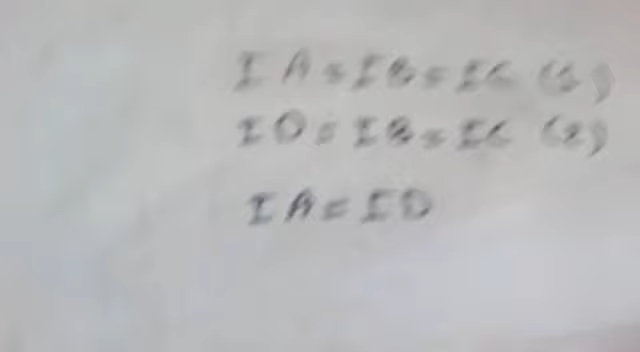 IA = IB = IC (1)
ID = IB = IC (2)
IA = ID